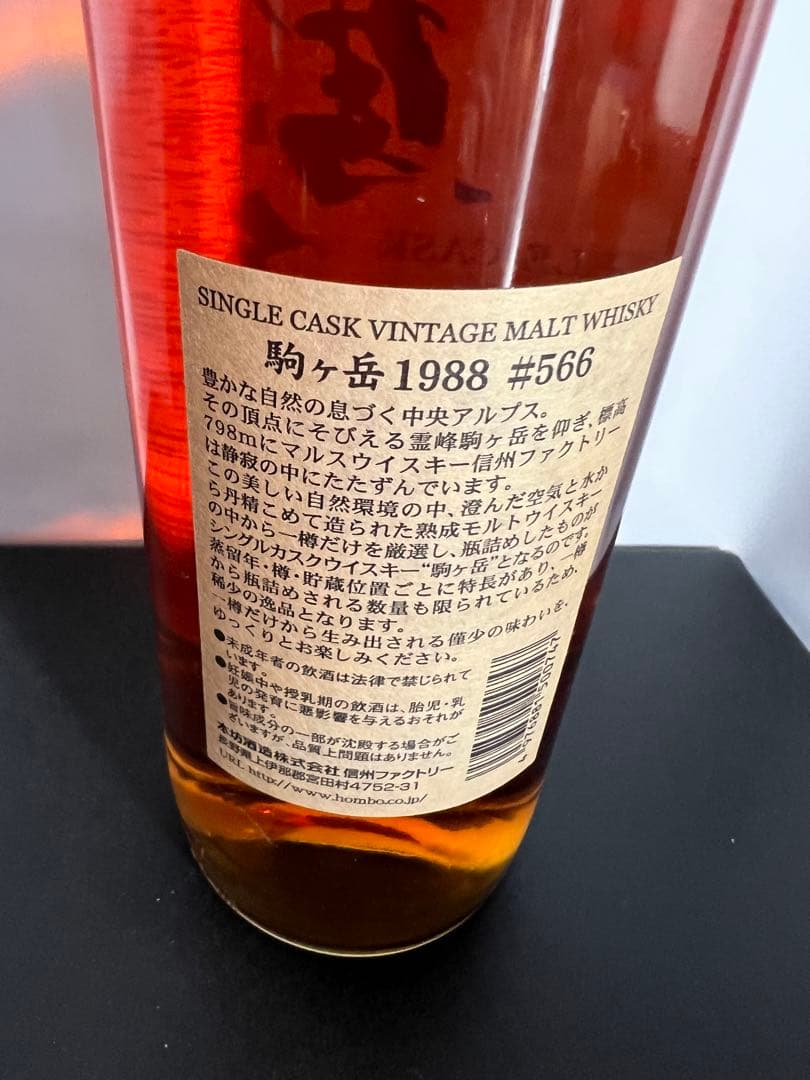 SINGLE CASK VINTAGE MALT WHISKY
駒ヶ岳1988 #566
豊かな自然の息づく中央アルプス。
その頂点にそびえる霊峰駒ヶ岳を仰ぎ、標高
798mにマルスウイスキー信州ファクトリー
は静寂の中にたたずんでいます。
この美しい自然環境の中、澄んだ空気と水か
ら丹精こめて造られた熟成モルトウイスキー
の中から一樽だけを厳選し、瓶詰めしたものが
シングルカスクウイスキー“駒ヶ岳”となるのです。
蒸留年・樽・貯蔵位置ごとに特長があり、一樽
から瓶詰めされる数量も限られているため、
稀少の逸品となります。
一樽だけから生み出される僅少の味わいを、
ゆっくりとお楽しみください。
●未成年者の飲酒は法律で禁じられて
います。
●妊娠中や授乳期の飲酒は、胎児・乳
児の発育に悪影響を与えるおそれが
あります。
●旨味成分の一部が沈殿する場合がご
ざいますが、品質上問題はありません。
本坊酒造株式会社 信州ファクトリー
長野県上伊那郡宮田村4752-31
URL http://www.hombo.co.jp/